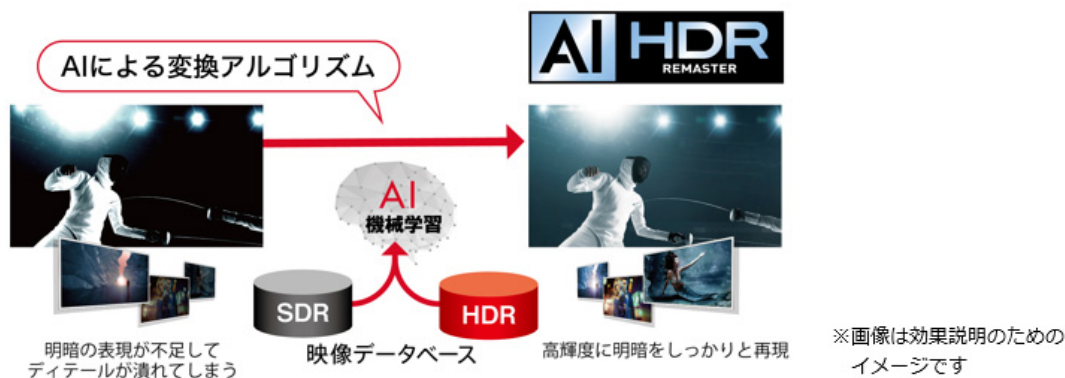 AIによる変換アルゴリズム
AI HDR
REMASTER
AI
機械学習
SDR
HDR
映像データベース
明暗の表現が不足して
ディテールが潰れてしまう
高輝度に明暗をしっかりと再現
※画像は効果説明のための
イメージです